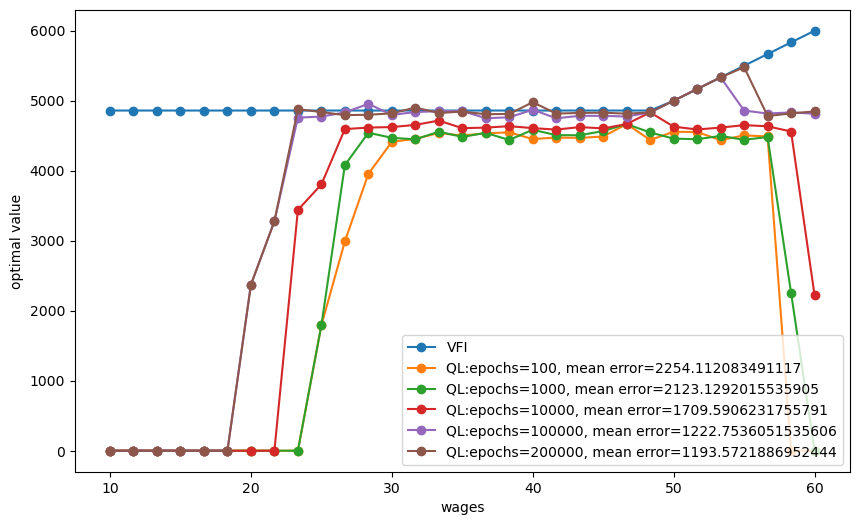 6000
5000
4000
3000
2000
1000
0
optimal value
10
20
30
40
50
60
wages
VFI
QL:epochs=100, mean error=2254.112083491117
QL:epochs=1000, mean error=2123.1292015535905
QL:epochs=10000, mean error=1709.5906231755791
QL:epochs=100000, mean error=1222.7536051535606
QL:epochs=200000, mean error=1193.5721886952444